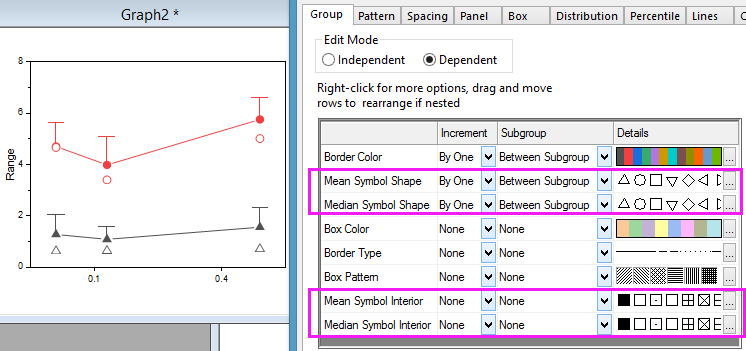 Graph2 *
8
6
4
2
0
Range
0.1
0.4
Group Pattern Spacing Panel Box Distribution Percentile Lines
Edit Mode
Independent Dependent
Right-click for more options, drag and move
rows to rearrange if nested
Increment Subgroup Details
Border Color By One Between Subgroup ...
Mean Symbol Shape By One Between Subgroup ...
Median Symbol Shape By One Between Subgroup ...
Box Color None None ...
Border Type None None ...
Box Pattern None None ...
Mean Symbol Interior None None ...
Median Symbol Interior None None ...